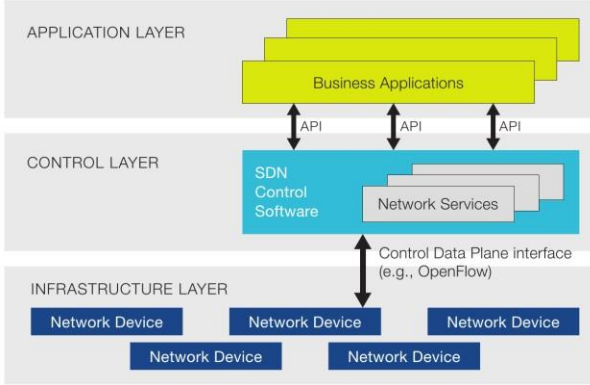 APPLICATION LAYER
Business Applications
API
API
API
CONTROL LAYER
SDN
Control
Software
Network Services
Control Data Plane interface
(e.g., OpenFlow)
INFRASTRUCTURE LAYER
Network Device
Network Device
Network Device
Network Device
Network Device